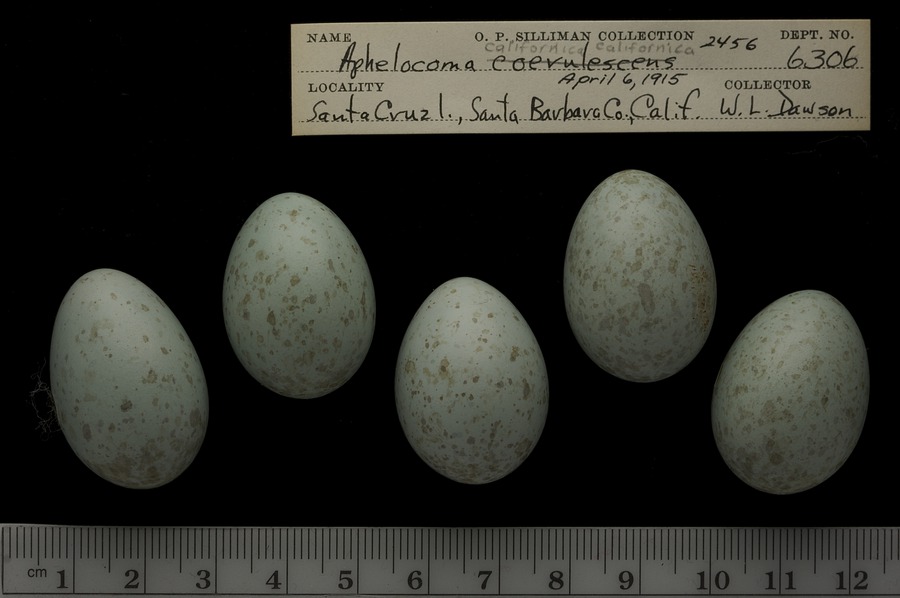 NAME O. P. SILLIMAN COLLECTION 2456 DEPT. NO.
californica californica
Aphelocoma coerulescens 6306
April 6, 1915
LOCALITY COLLECTOR
Santa Cruz I., Santa Barbara Co., Calif. W. L. Dawson
cm 1 2 3 4 5 6 7 8 9 10 11 12